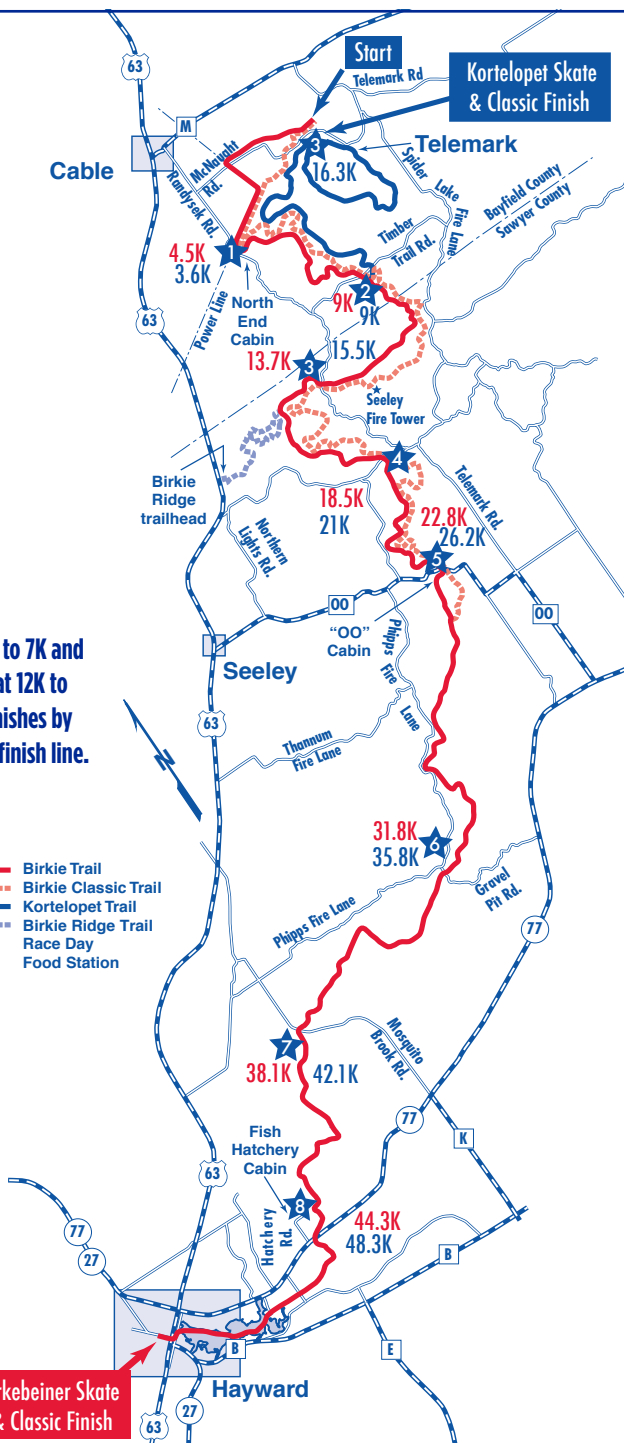 Start
Telemark Rd
Kortelopet Skate
& Classic Finish
63
M
Cable
McNaught
Rd.
Randysek Rd.
3
16.3K
Telemark
Spider
Lake
Fire Lane
Bayfield County
Sawyer County
Timber
Trail Rd.
1
4.5K
3.6K
North
End
Cabin
Power Line
2
9K
9K
63
15.5K
13.7K
3
Seeley
Fire Tower
4
Birkie
Ridge
trailhead
18.5K
21K
Telemark Rd.
22.8K
26.2K
5
Northern
Lights Rd.
OO
OO
"OO"
Cabin
Phipps
Fire
Lane
Seeley
63
to 7K and
at 12K to
nishes by
finish line.
N
Thannum
Fire Lane
31.8K
35.8K
6
Gravel
Pit Rd.
Birkie Trail
Birkie Classic Trail
Kortelopet Trail
Birkie Ridge Trail
Race Day
Food Station
Phipps Fire Lane
77
7
38.1K
42.1K
Mosquito
Brook Rd.
77
K
Fish
Hatchery
Cabin
63
8
Hatchery
Rd.
44.3K
48.3K
B
77
27
B
E
Hayward
rkebeiner Skate
& Classic Finish
63
27